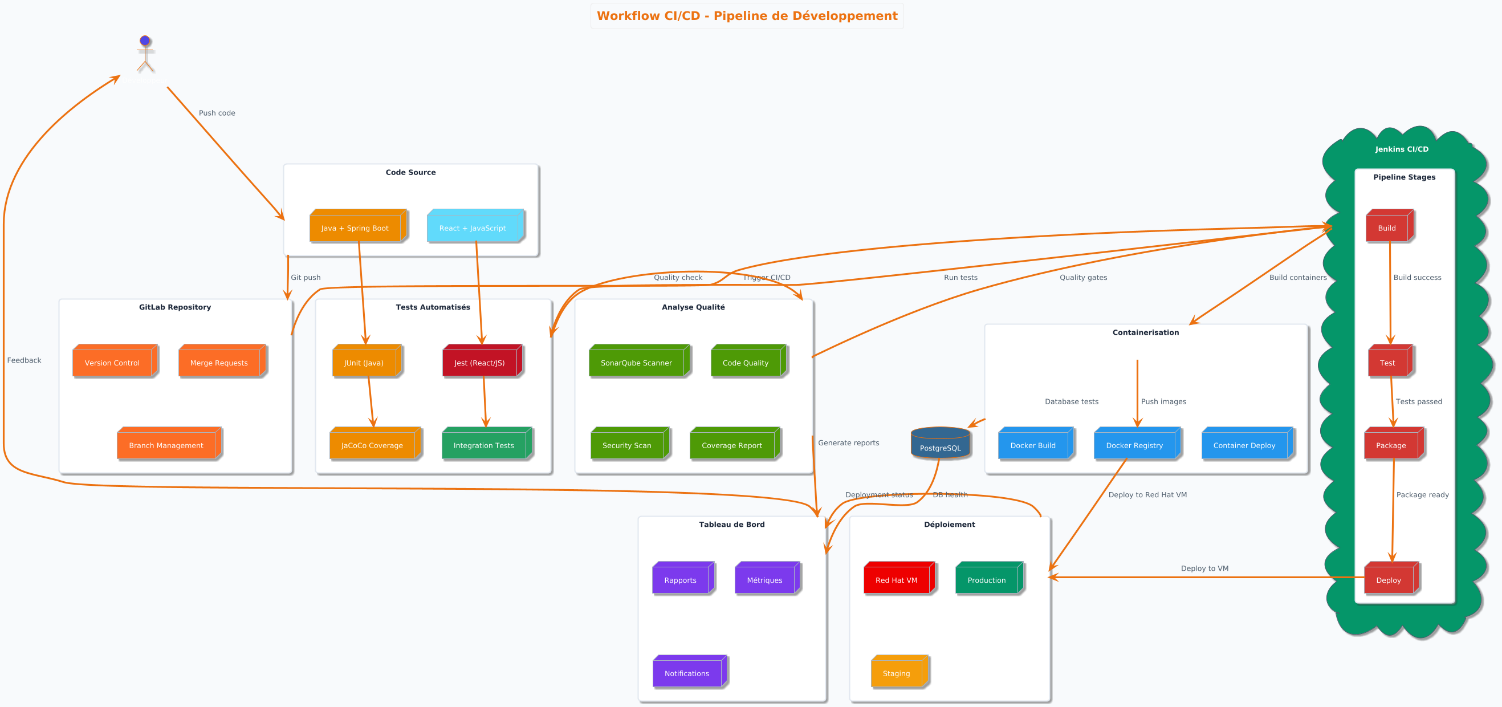 Workflow CI/CD - Pipeline de Développement
Push code
Jenkins CI/CD
Code Source
Pipeline Stages
Java + Spring Boot
React + JavaScript
Build
Git push
Quality check
Trigger CI/CD
Run tests
Quality gates
Build containers
Build success
GitLab Repository
Tests Automatisés
Analyse Qualité
Containerisation
Feedback
Version Control
Merge Requests
JUnit (Java)
Jest (React/JS)
SonarQube Scanner
Code Quality
Test
Database tests
Push images
Tests passed
Branch Management
JaCoCo Coverage
Integration Tests
Security Scan
Coverage Report
Generate reports
PostgreSQL
Docker Build
Docker Registry
Container Deploy
Package
Deployment status
DB health
Deploy to Red Hat VM
Package ready
Tableau de Bord
Déploiement
Deploy to VM
Rapports
Métriques
Red Hat VM
Production
Deploy
Notifications
Staging